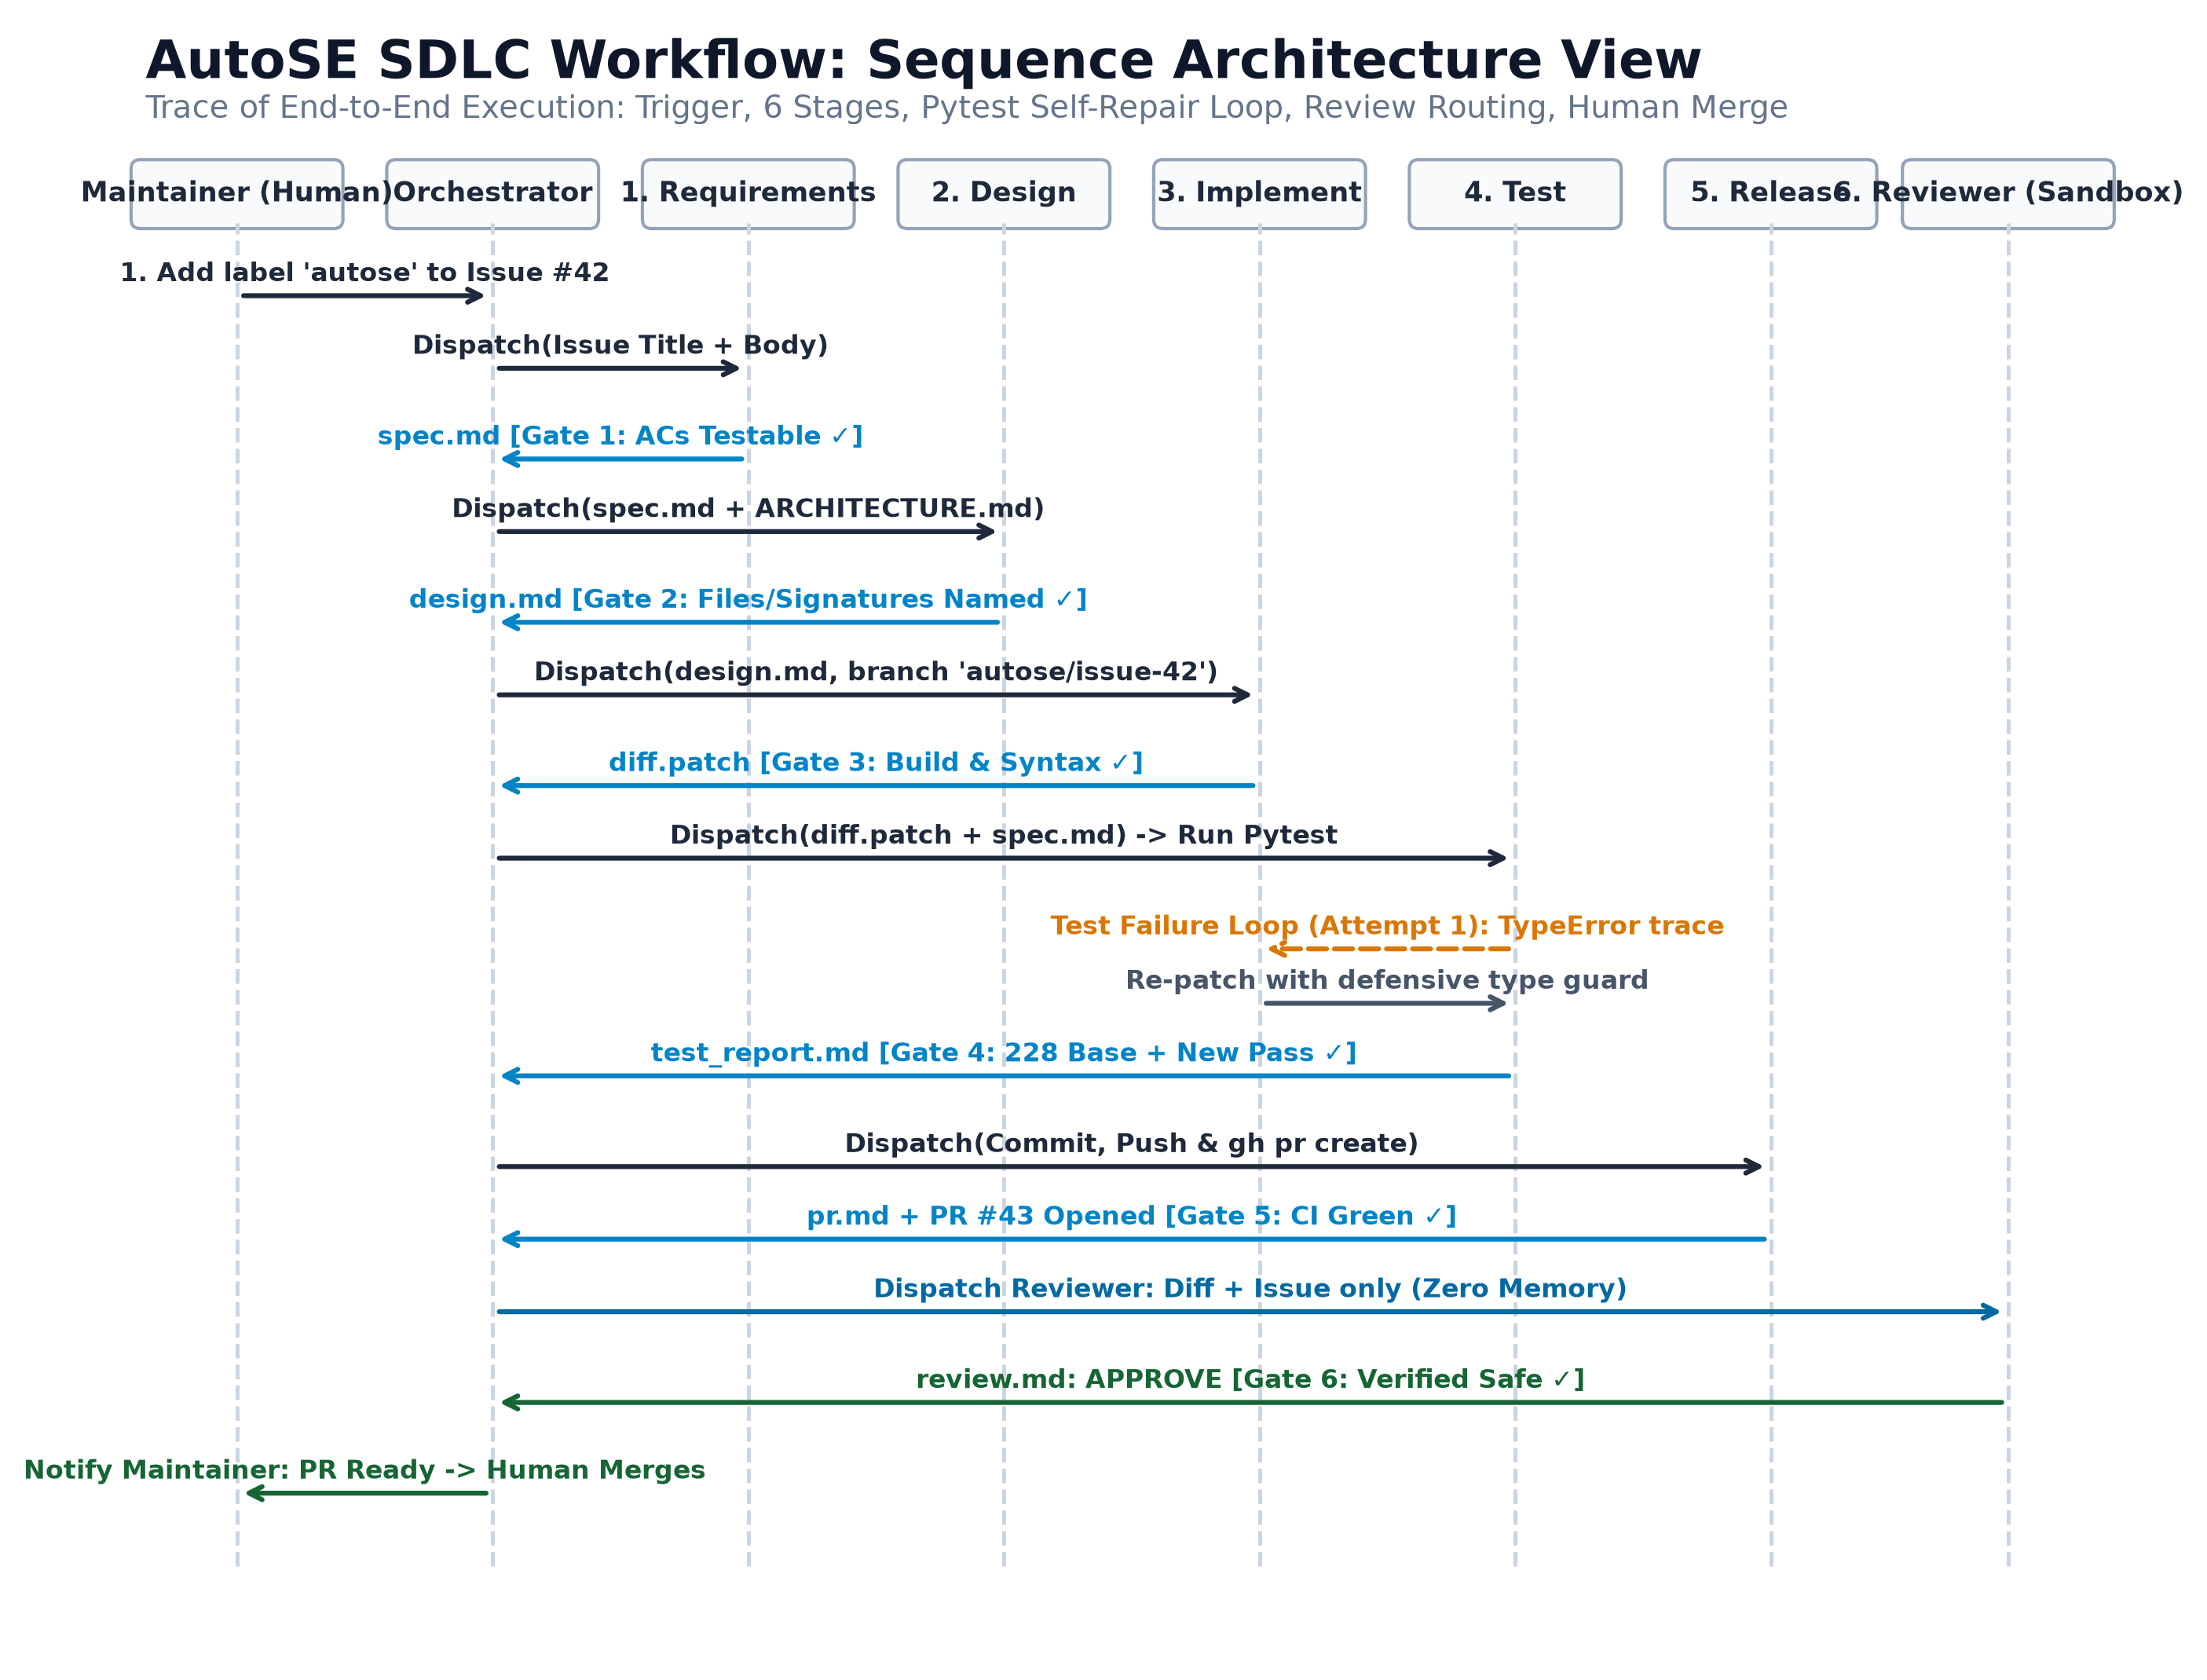 AutoSE SDLC Workflow: Sequence Architecture View
Trace of End-to-End Execution: Trigger, 6 Stages, Pytest Self-Repair Loop, Review Routing, Human Merge
Maintainer (Human)
Orchestrator
1. Requirements
2. Design
3. Implement
4. Test
5. Release
6. Reviewer (Sandbox)
1. Add label 'autose' to Issue #42
Dispatch(Issue Title + Body)
spec.md [Gate 1: ACs Testable ✓]
Dispatch(spec.md + ARCHITECTURE.md)
design.md [Gate 2: Files/Signatures Named ✓]
Dispatch(design.md, branch 'autose/issue-42')
diff.patch [Gate 3: Build & Syntax ✓]
Dispatch(diff.patch + spec.md) -> Run Pytest
Test Failure Loop (Attempt 1): TypeError trace
Re-patch with defensive type guard
test_report.md [Gate 4: 228 Base + New Pass ✓]
Dispatch(Commit, Push & gh pr create)
pr.md + PR #43 Opened [Gate 5: CI Green ✓]
Dispatch Reviewer: Diff + Issue only (Zero Memory)
review.md: APPROVE [Gate 6: Verified Safe ✓]
Notify Maintainer: PR Ready -> Human Merges